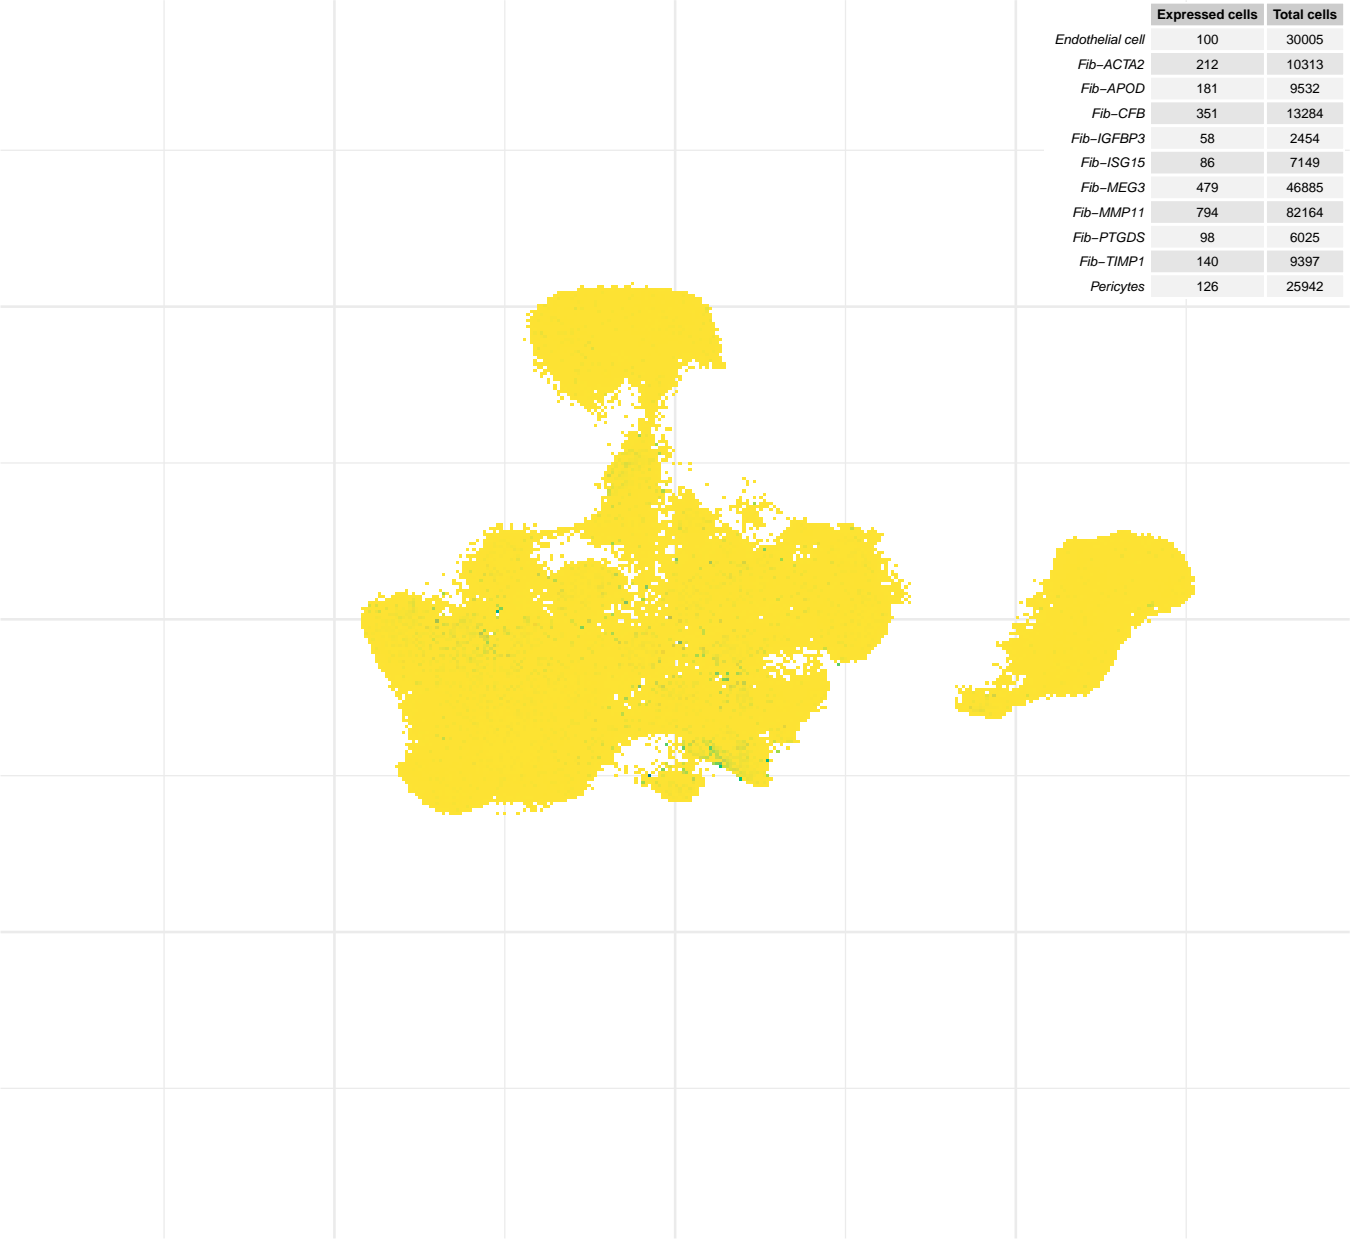 Expressed cells Total cells
Endothelial cell 100 30005
Fib−ACTA2 212 10313
Fib−APOD 181 9532
Fib−CFB 351 13284
Fib−IGFBP3 58 2454
Fib−ISG15 86 7149
Fib−MEG3 479 46885
Fib−MMP11 794 82164
Fib−PTGDS 98 6025
Fib−TIMP1 140 9397
Pericytes 126 25942